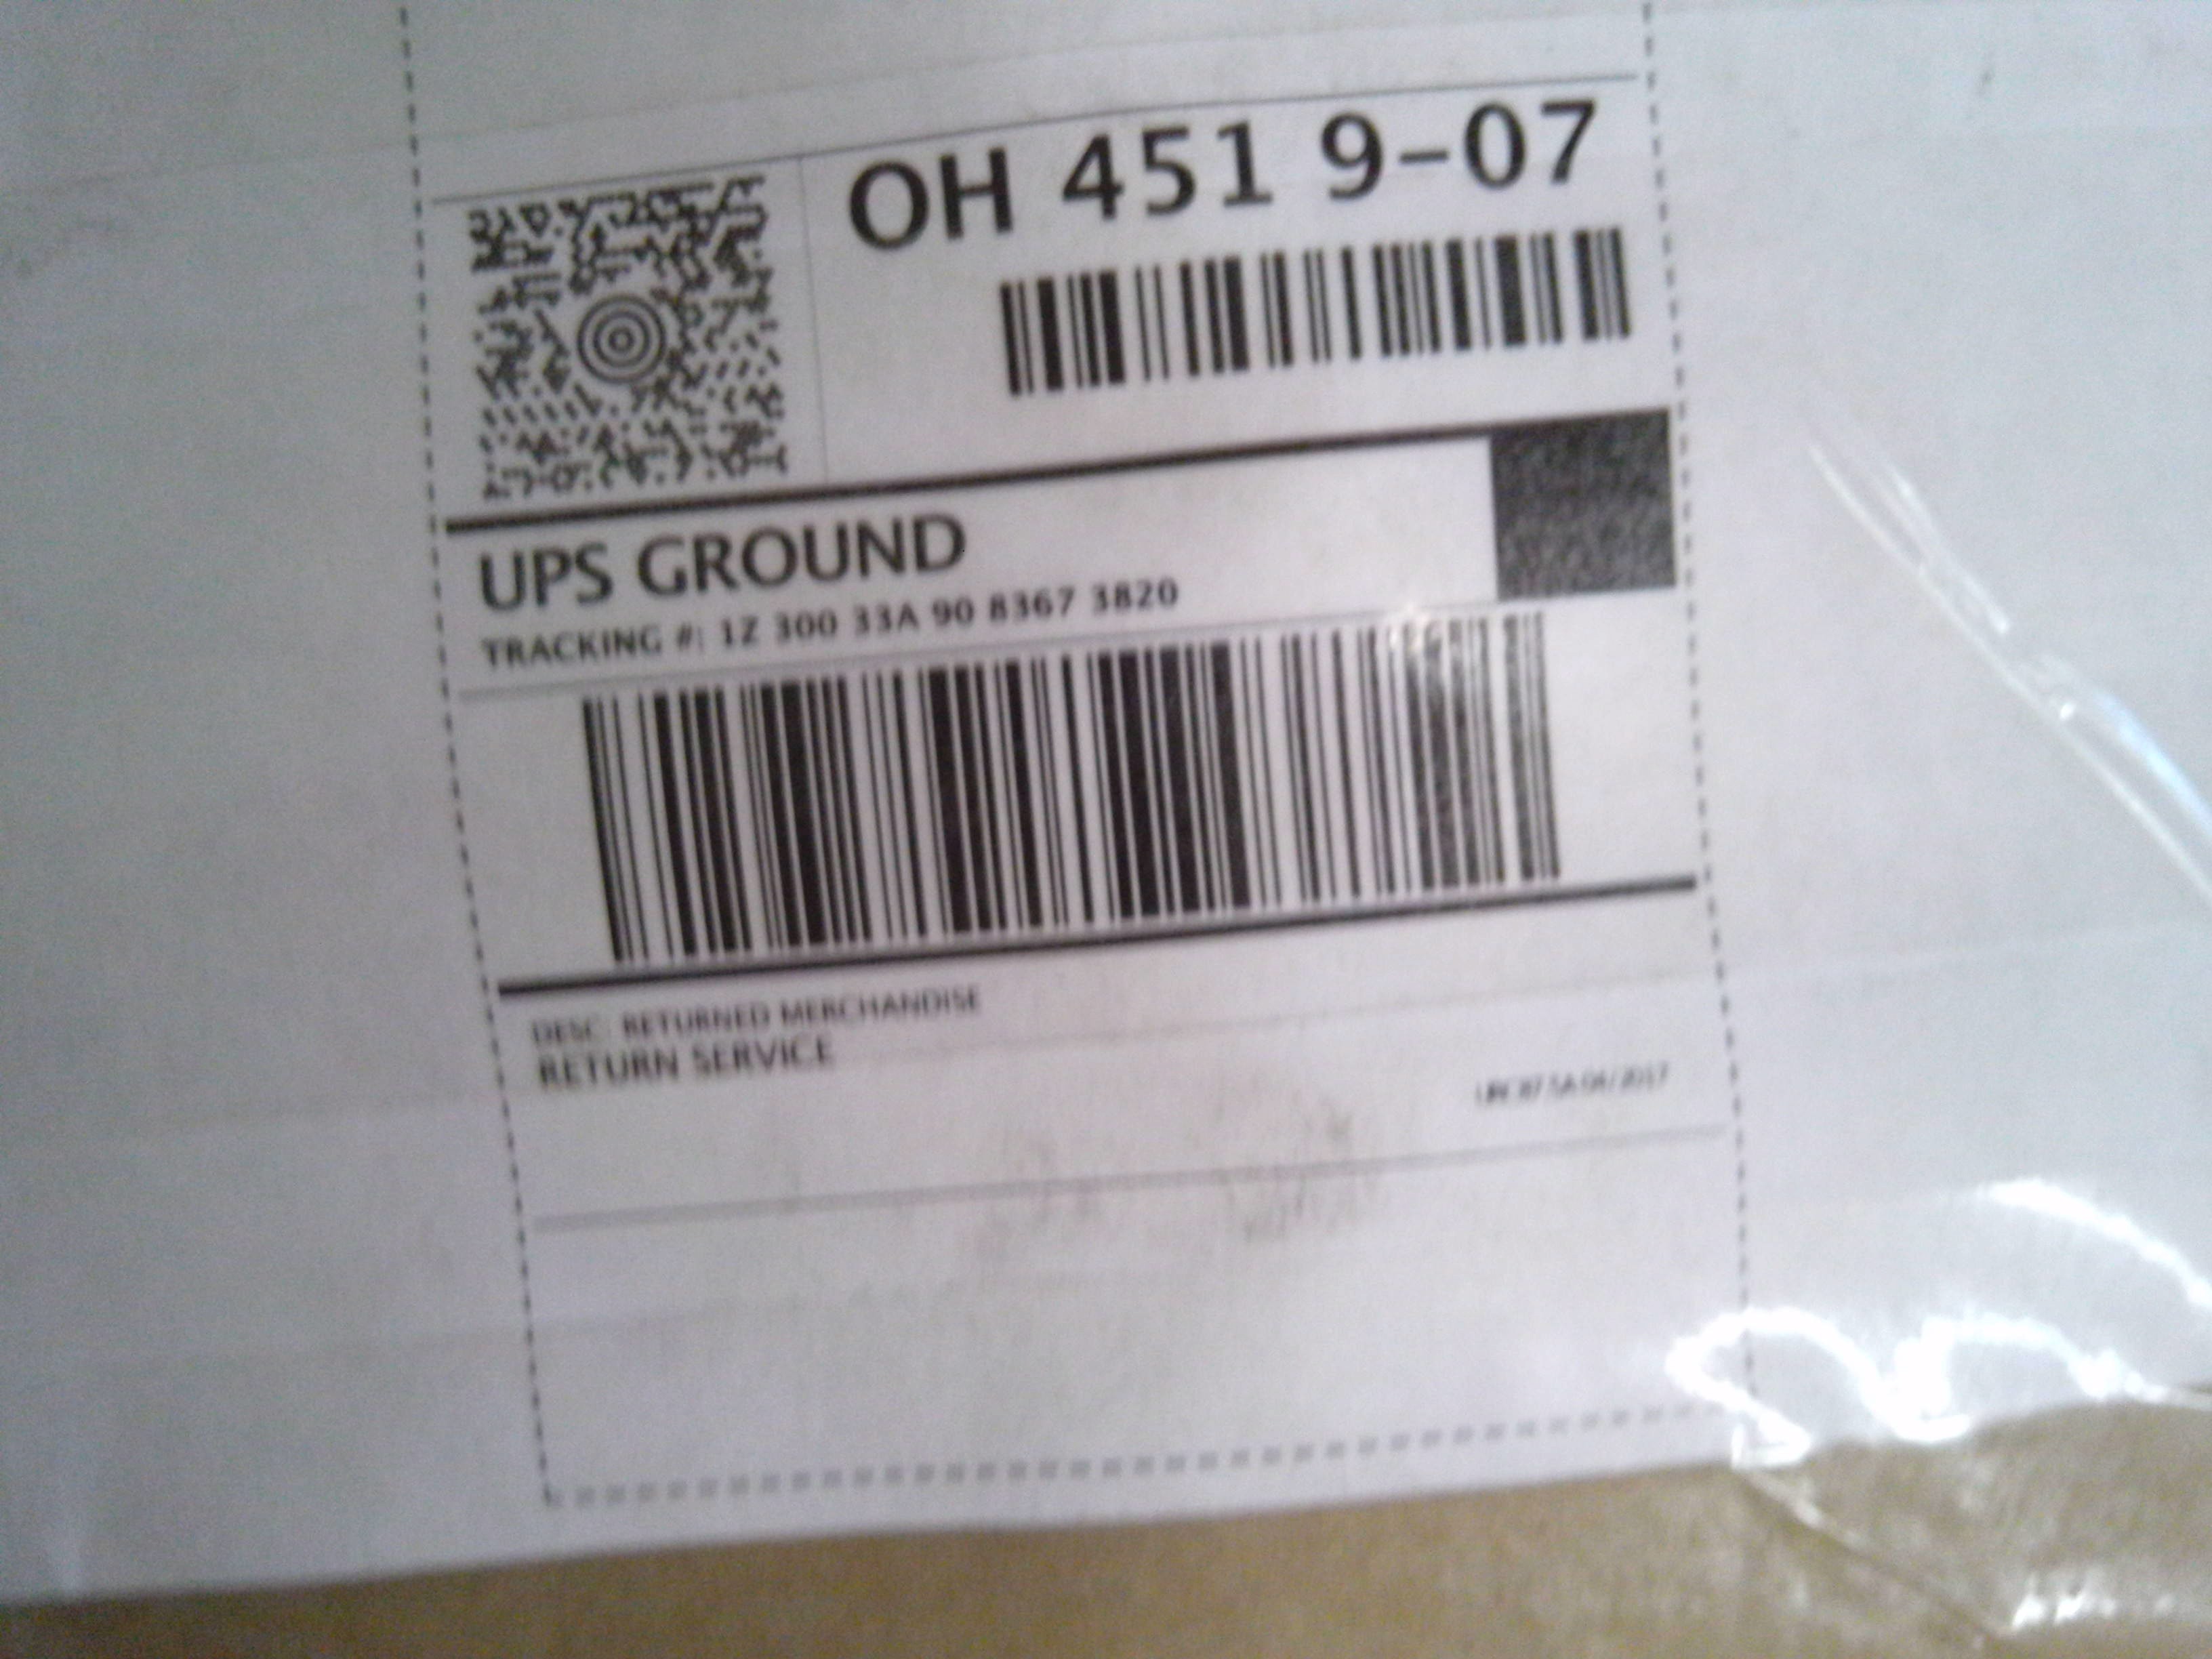 OH 451 9-07
UPS GROUND
TRACKING #: 1Z 300 33A 90 8367 3820
DESC: RETURNED MERCHANDISE
RETURN SERVICE